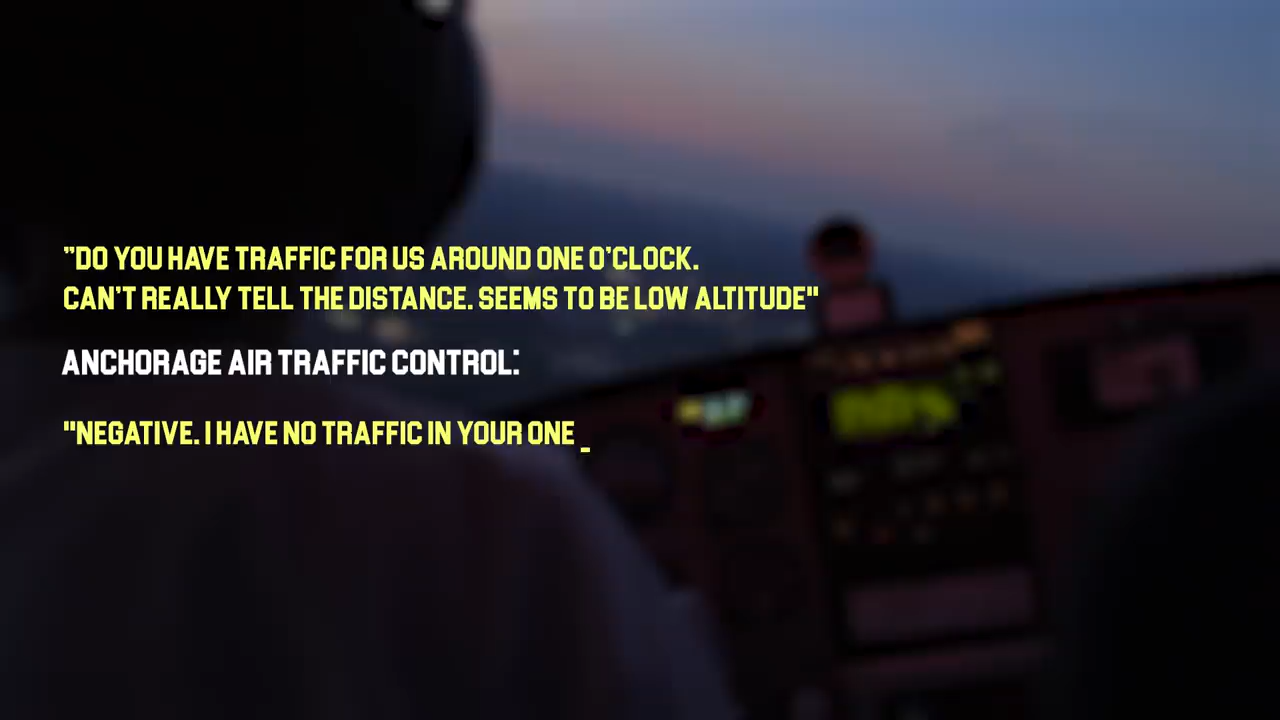 "DO YOU HAVE TRAFFIC FOR US AROUND ONE O'CLOCK.
CAN'T REALLY TELL THE DISTANCE. SEEMS TO BE LOW ALTITUDE"
ANCHORAGE AIR TRAFFIC CONTROL:
"NEGATIVE. I HAVE NO TRAFFIC IN YOUR ONE _